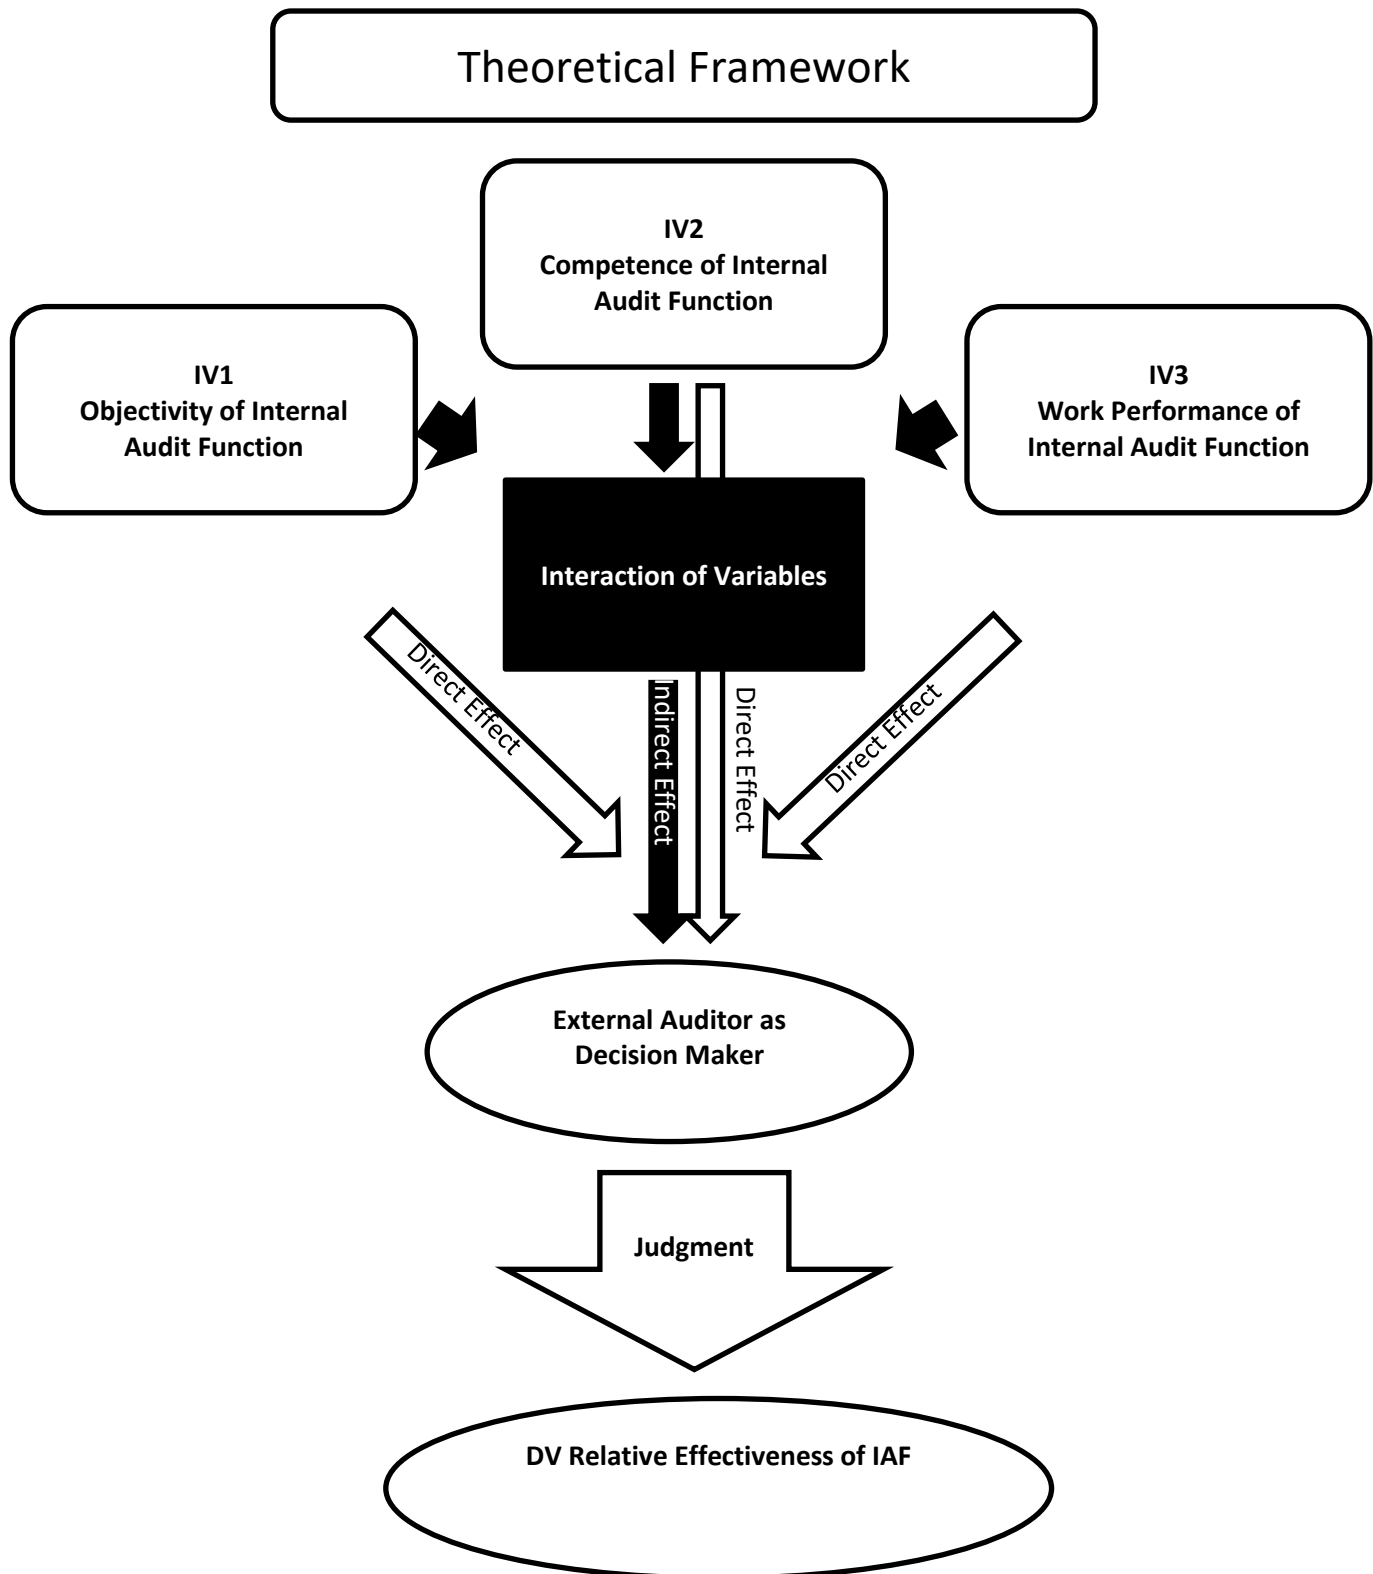 Theoretical Framework
IV2
Competence of Internal
Audit Function
IV1
Objectivity of Internal
Audit Function
IV3
Work Performance of
Internal Audit Function
Interaction of Variables
Direct Effect
Indirect Effect
Direct Effect
Direct Effect
External Auditor as
Decision Maker
Judgment
DV Relative Effectiveness of IAF